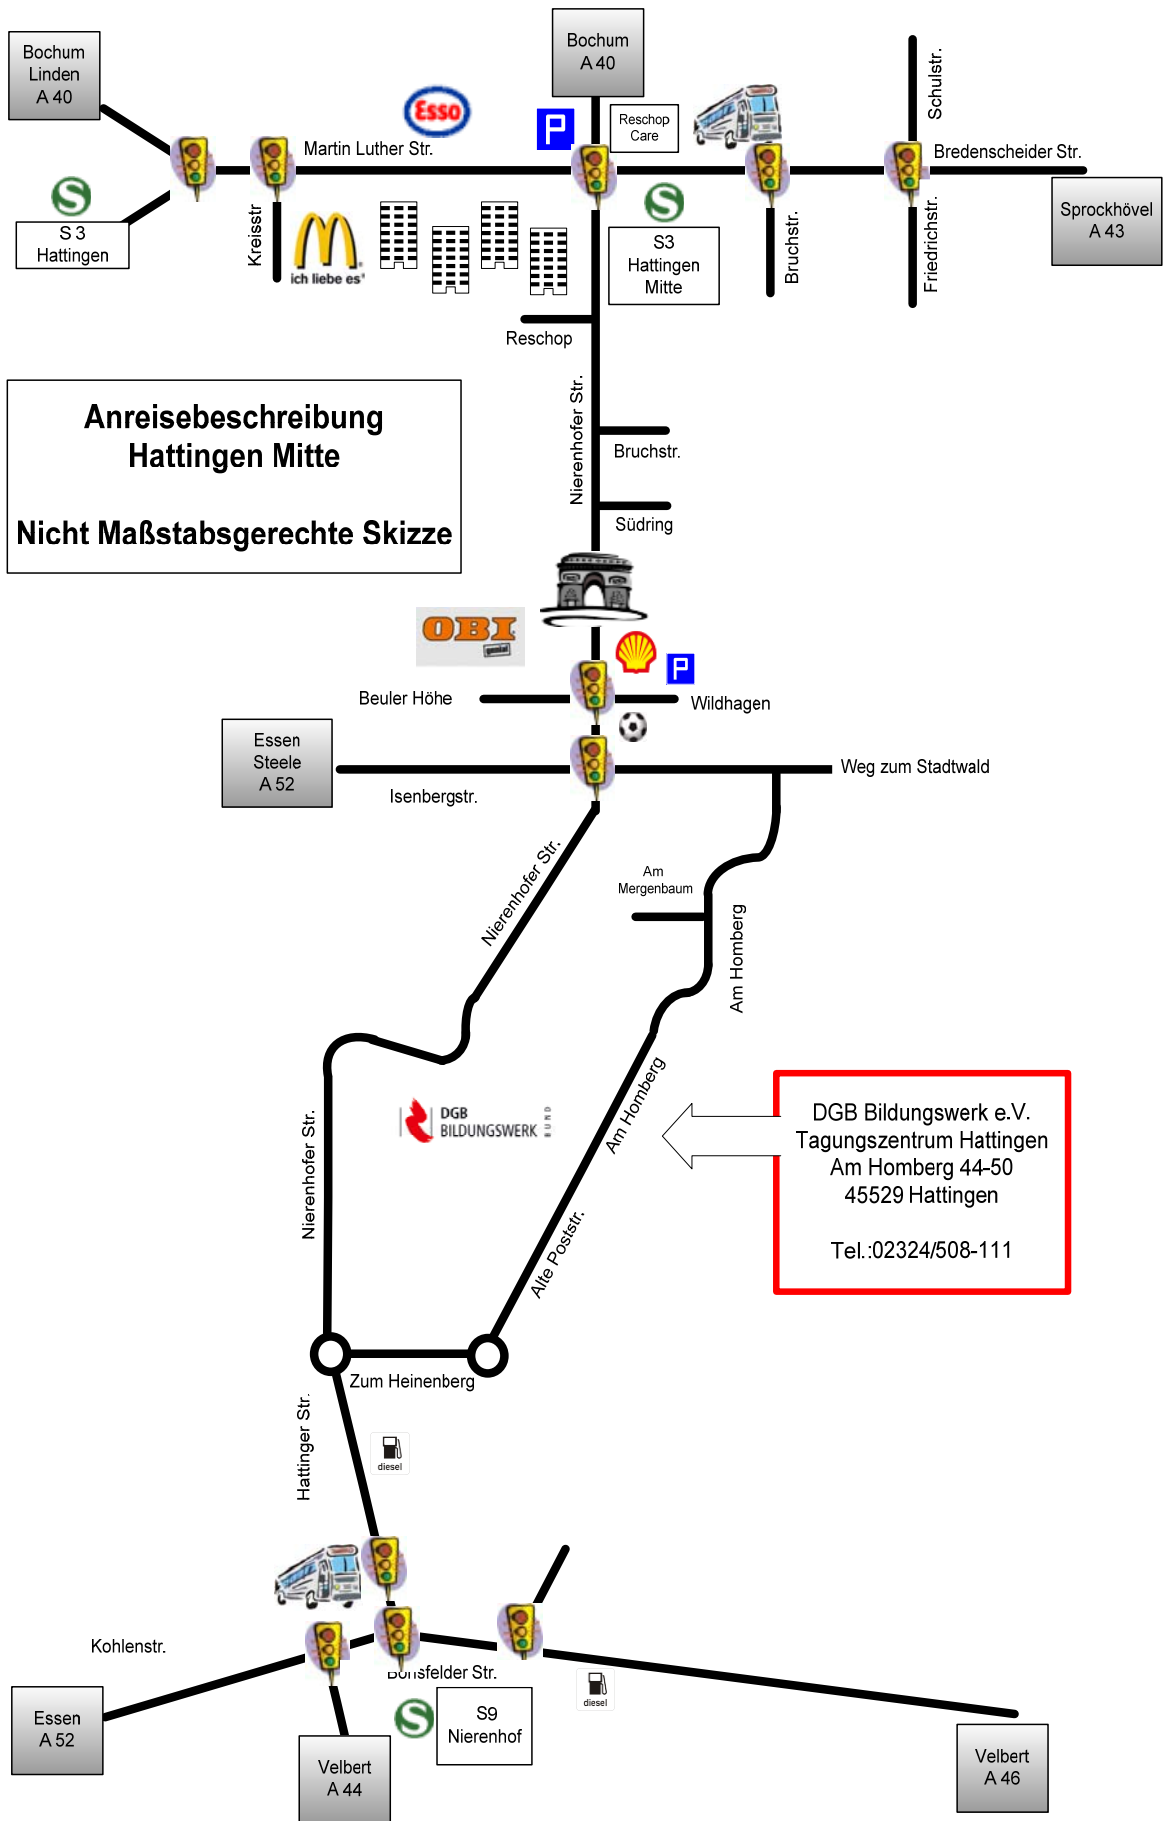 Bochum
Linden
A 40
Bochum
A 40
Esso
P
Reschop
Care
Schulstr.
Martin Luther Str.
Bredenscheider Str.
S
S 3
Hattingen
Kreisstr
ich liebe es
S
S3
Hattingen
Mitte
Bruchstr.
Friedrichstr.
Sprockhövel
A 43
Reschop
Nierenhofer Str.
Anreisebeschreibung
Hattingen Mitte
Nicht Maßstabsgerechte Skizze
Bruchstr.
Südring
OBI
genial
P
Beuler Höhe
Wildhagen
Essen
Steele
A 52
Isenbergstr.
Weg zum Stadtwald
Nierenhofer Str.
Am
Mergenbaum
Am Homberg
Am Homberg
DGB
BILDUNGSWERK
BUND
DGB Bildungswerk e.V.
Tagungszentrum Hattingen
Am Homberg 44-50
45529 Hattingen
Tel.:02324/508-111
Nierenhofer Str.
Alte Poststr.
Zum Heinenberg
Hattinger Str.
diesel
Kohlenstr.
Bonsfelder Str.
diesel
Essen
A 52
S
S9
Nierenhof
Velbert
A 44
Velbert
A 46